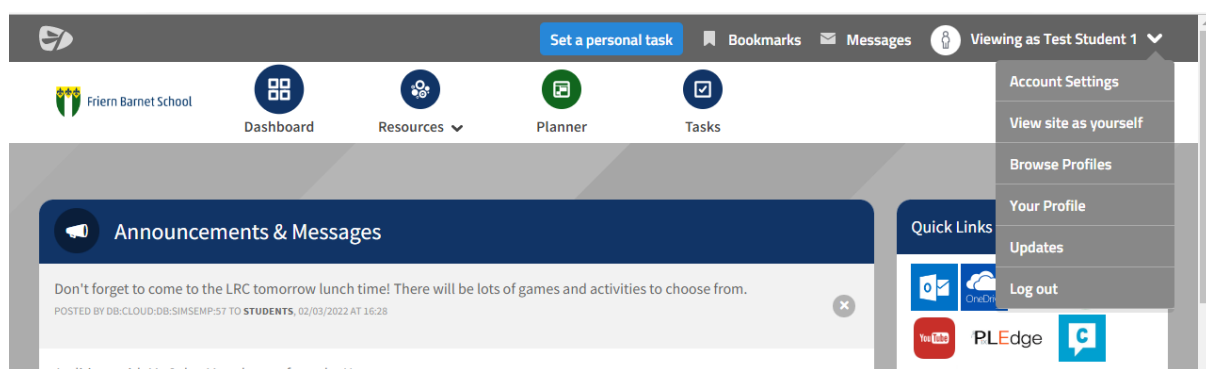 Set a personal task Bookmarks Messages Viewing as Test Student 1
Account Settings
View site as yourself
Browse Profiles
Your Profile
Updates
Log out
Friern Barnet School
Dashboard Resources Planner Tasks
Announcements & Messages
Don't forget to come to the LRC tomorrow lunch time! There will be lots of games and activities to choose from.
POSTED BY DB:CLOUD:DB:SIMSEMP:57 TO STUDENTS, 02/03/2022 AT 16:28
Quick Links
OneDri
You Tube PLEdge